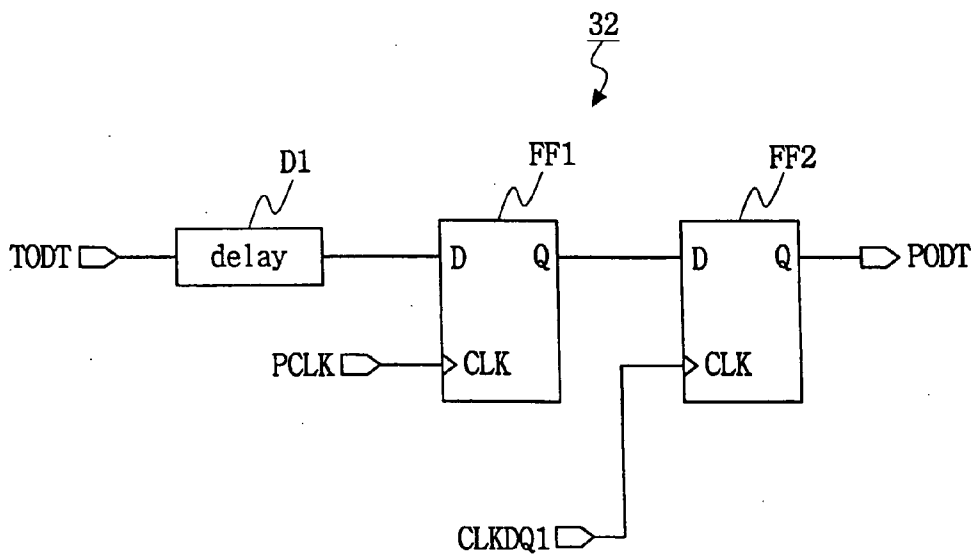 32
D1
FF1
FF2
TODT
delay
D Q
D Q
PODT
PCLK
CLK
CLK
CLKDQ1